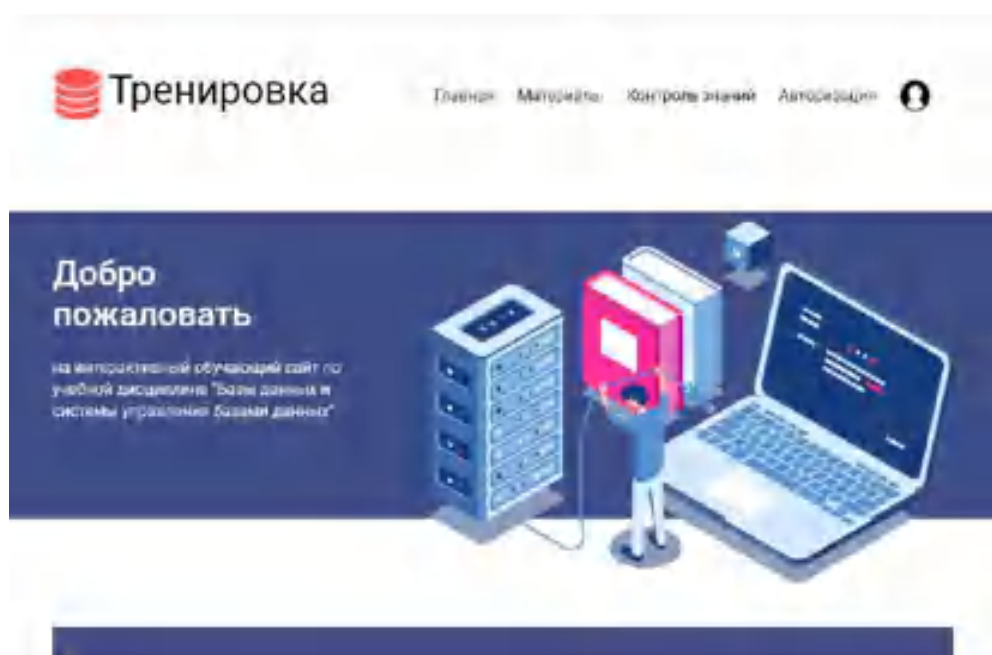 Тренировка
Главная Материалы Контроль знаний Авторизация
Добро
пожаловать
на интерактивный обучающий сайт по
учебной дисциплине "Базы данных и
системы управления базами данных"